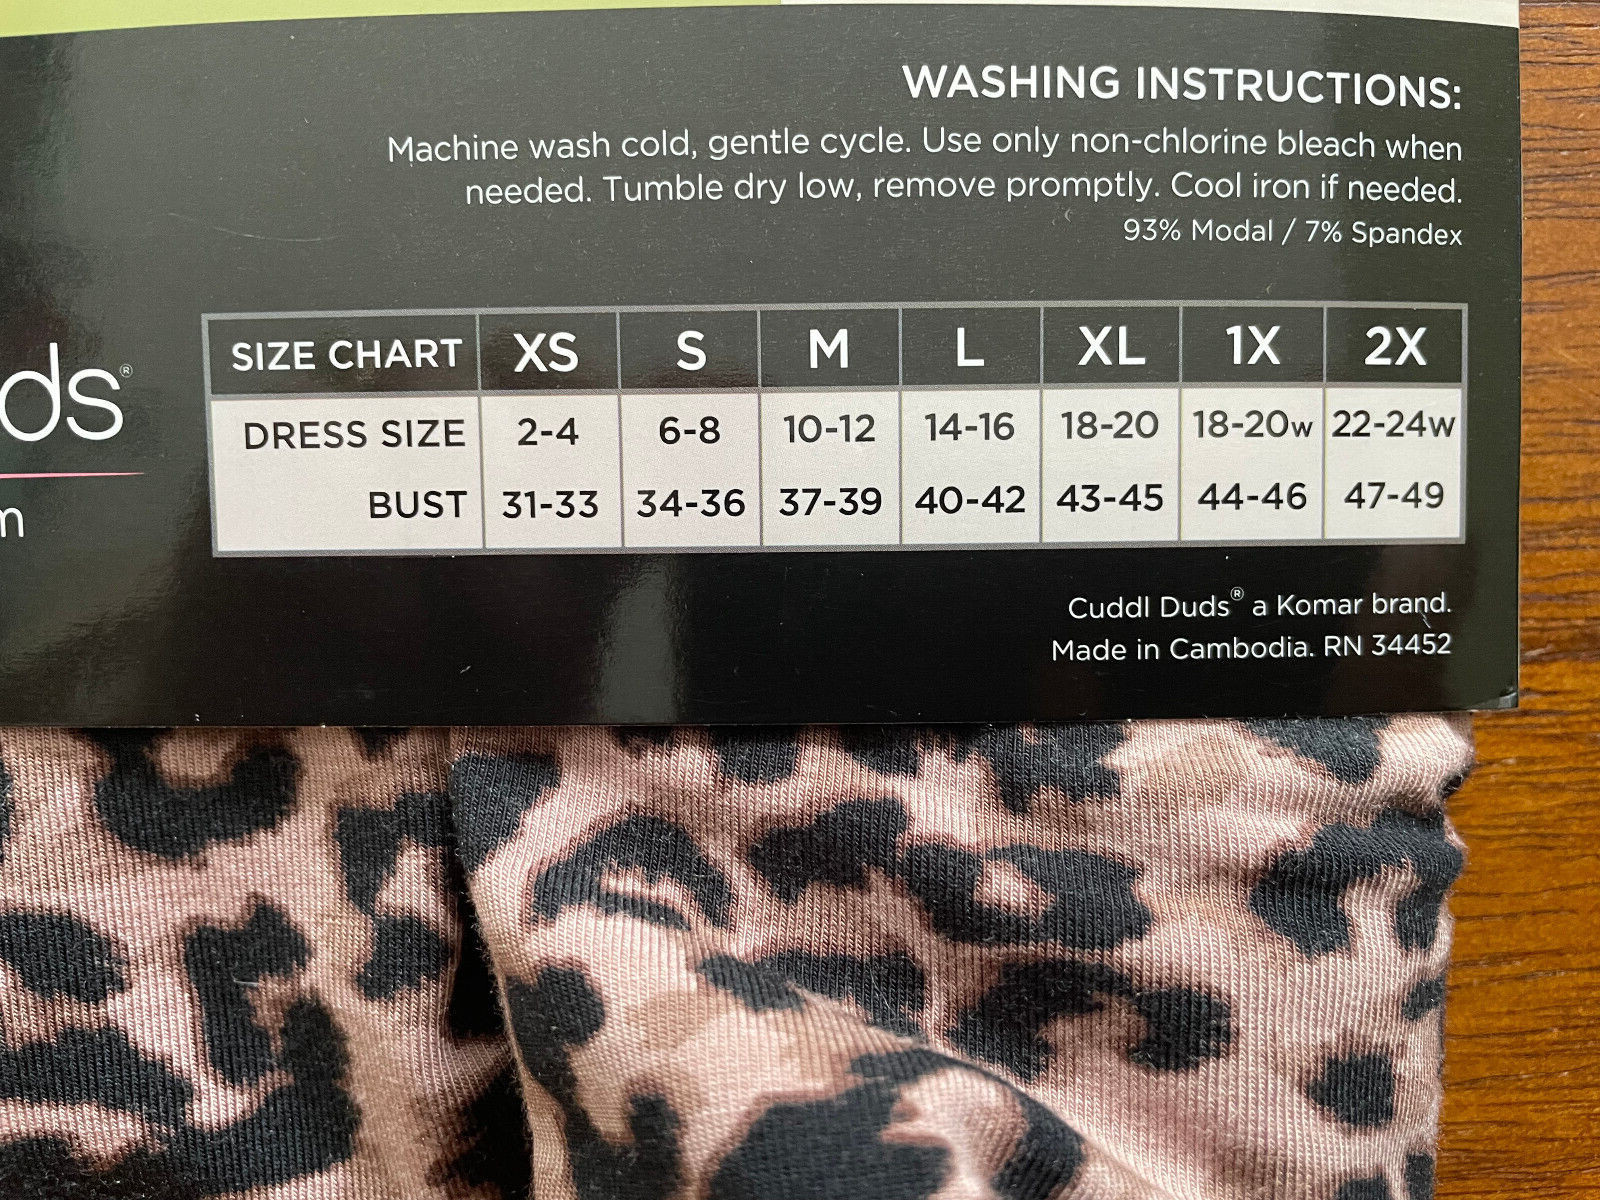 WASHING INSTRUCTIONS:
Machine wash cold, gentle cycle. Use only non-chlorine bleach when
needed. Tumble dry low, remove promptly. Cool iron if needed.
93% Modal / 7% Spandex
SIZE CHART XS S M L XL 1X 2X
DRESS SIZE 2-4 6-8 10-12 14-16 18-20 18-20w 22-24w
BUST 31-33 34-36 37-39 40-42 43-45 44-46 47-49
ds®
m
Cuddl Duds® a Komar brand.
Made in Cambodia. RN 34452